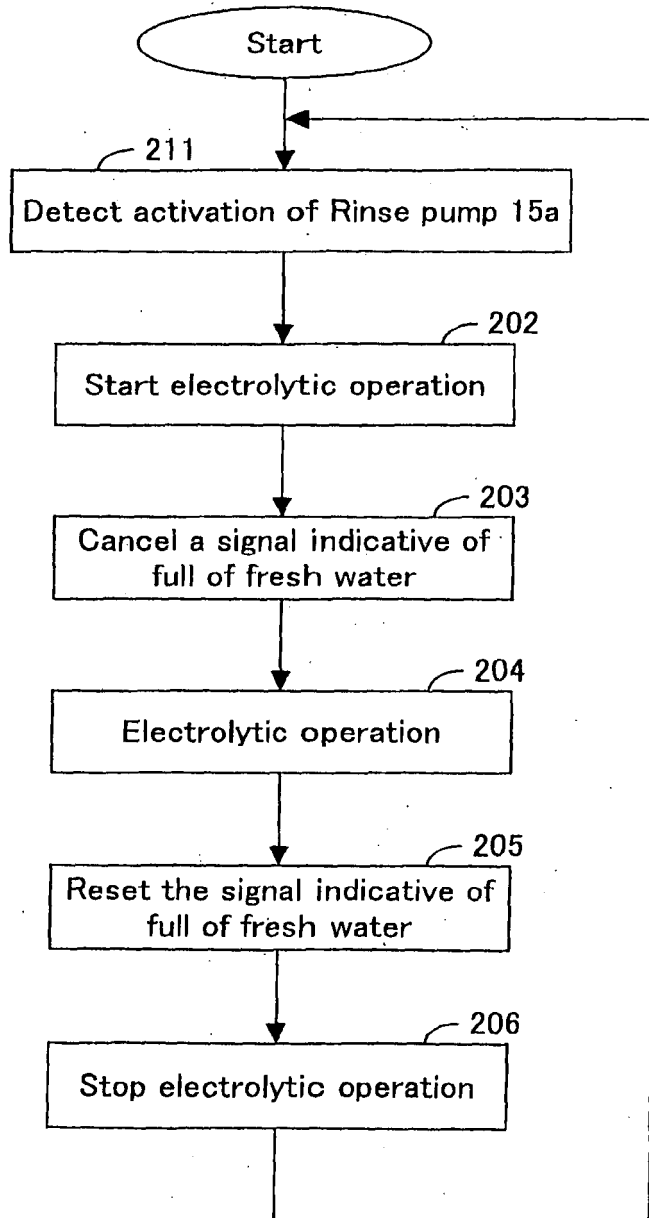 Start
211
Detect activation of Rinse pump 15a
202
Start electrolytic operation
203
Cancel a signal indicative of
full of fresh water
204
Electrolytic operation
205
Reset the signal indicative of
full of fresh water
206
Stop electrolytic operation